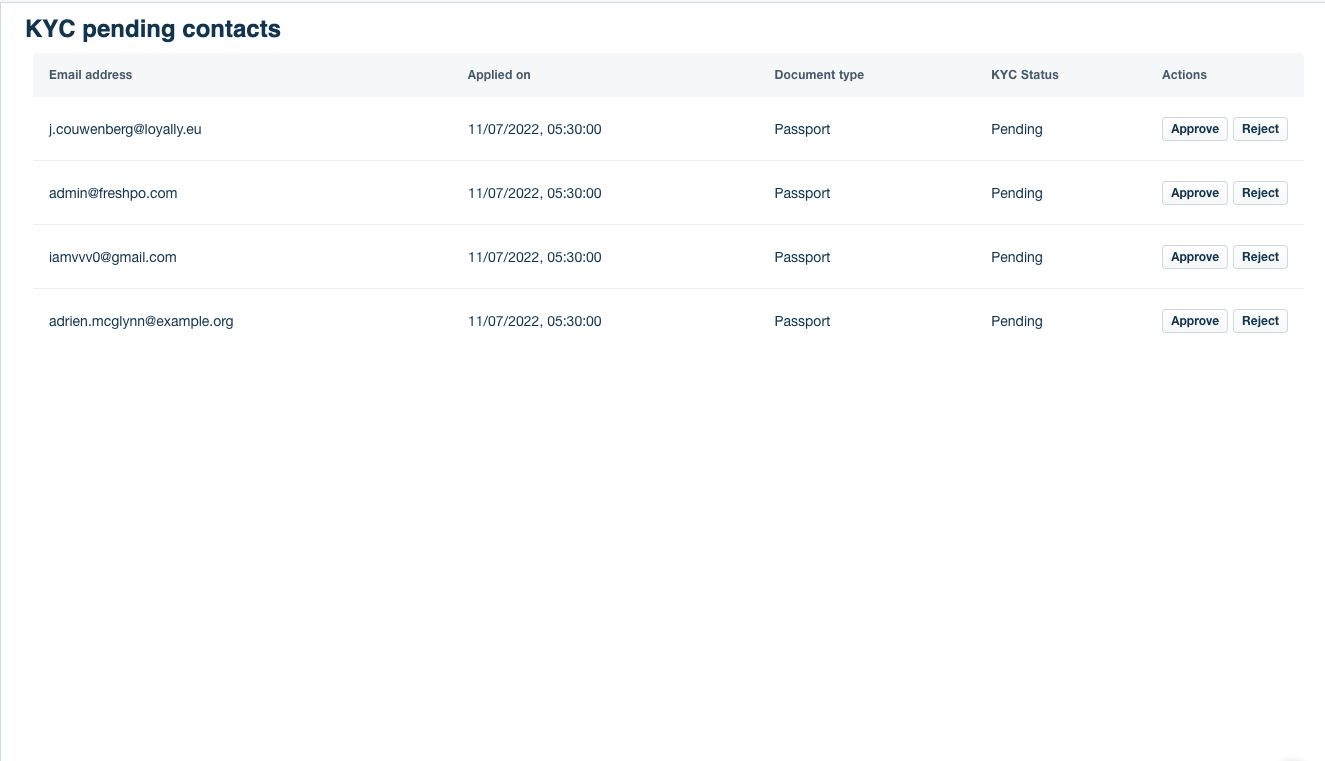 KYC pending contacts
Email address Applied on Document type KYC Status Actions
j.couwenberg@loyally.eu 11/07/2022, 05:30:00 Passport Pending Approve Reject
admin@freshpo.com 11/07/2022, 05:30:00 Passport Pending Approve Reject
iamvvv0@gmail.com 11/07/2022, 05:30:00 Passport Pending Approve Reject
adrien.mcglynn@example.org 11/07/2022, 05:30:00 Passport Pending Approve Reject